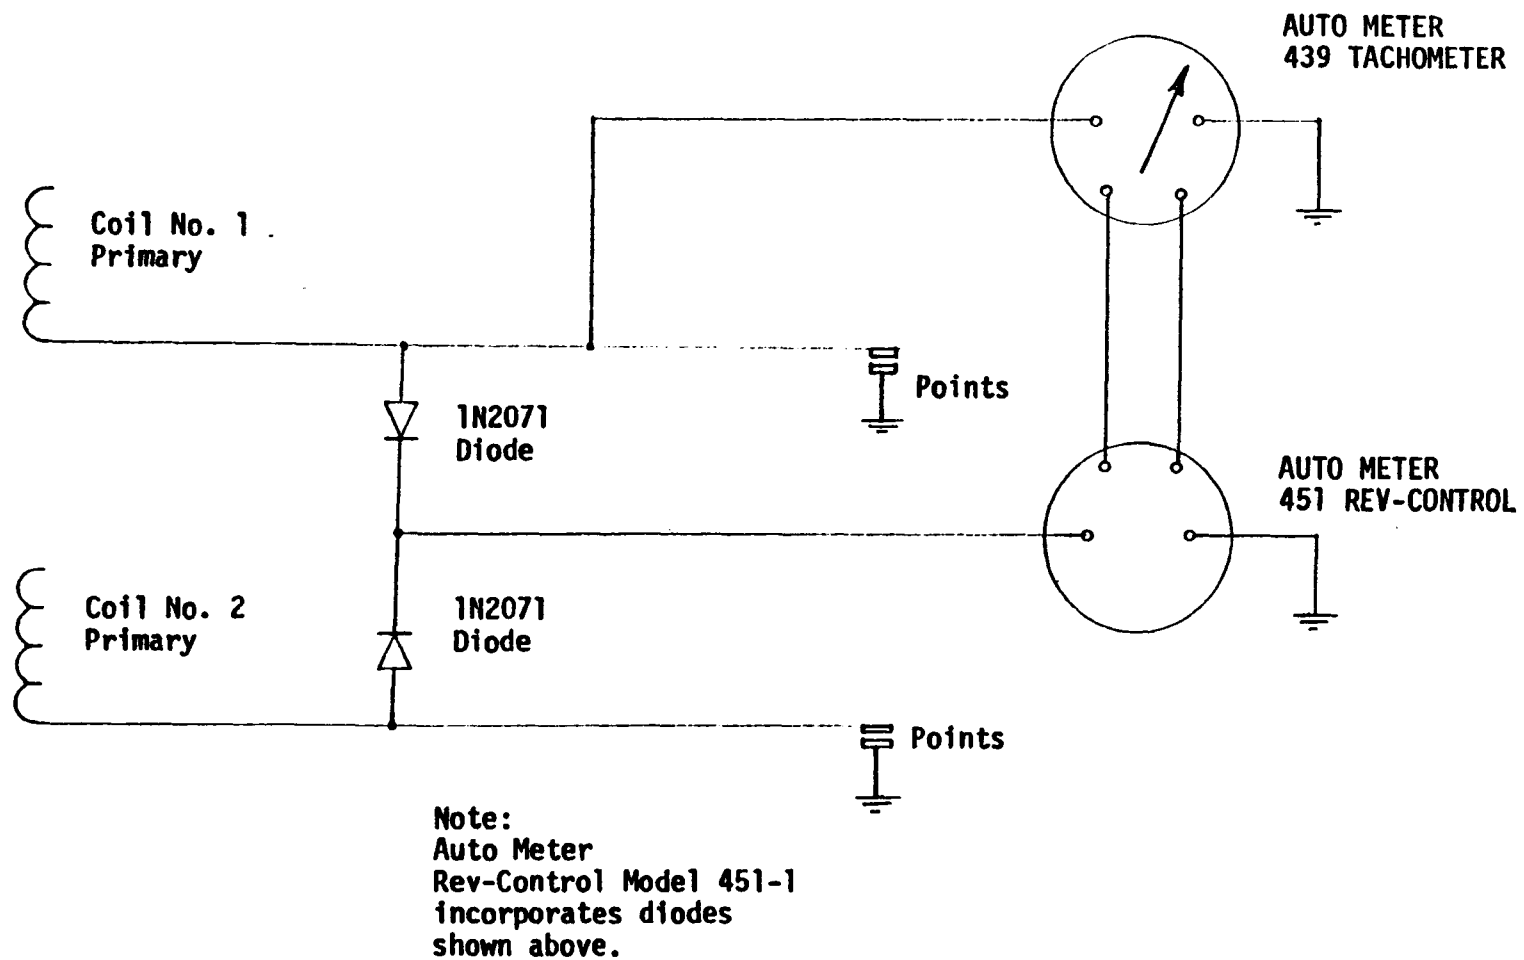 AUTO METER
439 TACHOMETER
Coil No. 1
Primary
Points
1N2071
Diode
AUTO METER
451 REV-CONTROL
Coil No. 2
Primary
1N2071
Diode
Points
Note:
Auto Meter
Rev-Control Model 451-1
incorporates diodes
shown above.